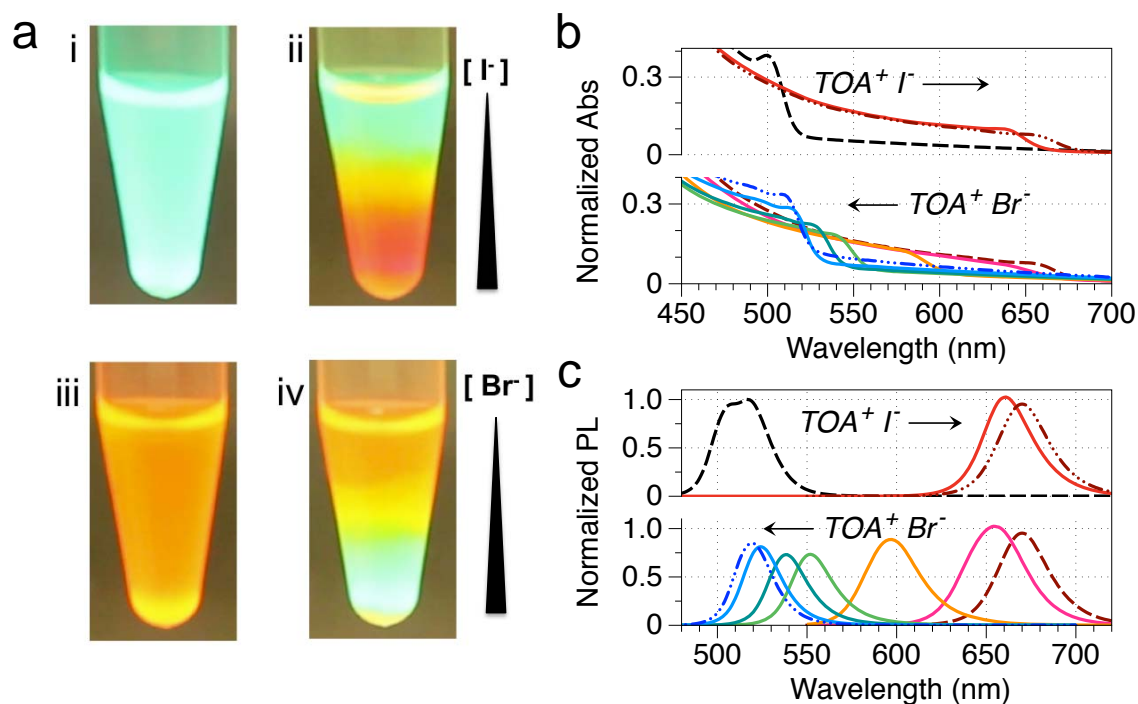 a
i
ii
[ I- ]
iii
iv
[ Br- ]
b
Normalized Abs
0.3
0
TOA+ I-
0.3
0
TOA+ Br-
450 500 550 600 650 700
Wavelength (nm)
c
Normalized PL
1.0
0.5
0
TOA+ I-
1.0
0.5
0
TOA+ Br-
500 550 600 650 700
Wavelength (nm)